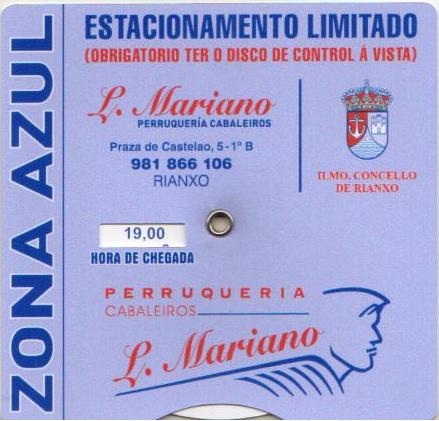 ZONA AZUL
ESTACIONAMENTO LIMITADO
(OBRIGATORIO TER O DISCO DE CONTROL Á VISTA)
L. Mariano
PERRUQUERÍA CABALEIROS
Praza de Castelao, 5 - 1º B
981 866 106
RIANXO
ILMO. CONCELLO
DE RIANXO
19,00
HORA DE CHEGADA
PERRUQUERIA
CABALEIROS
L. Mariano